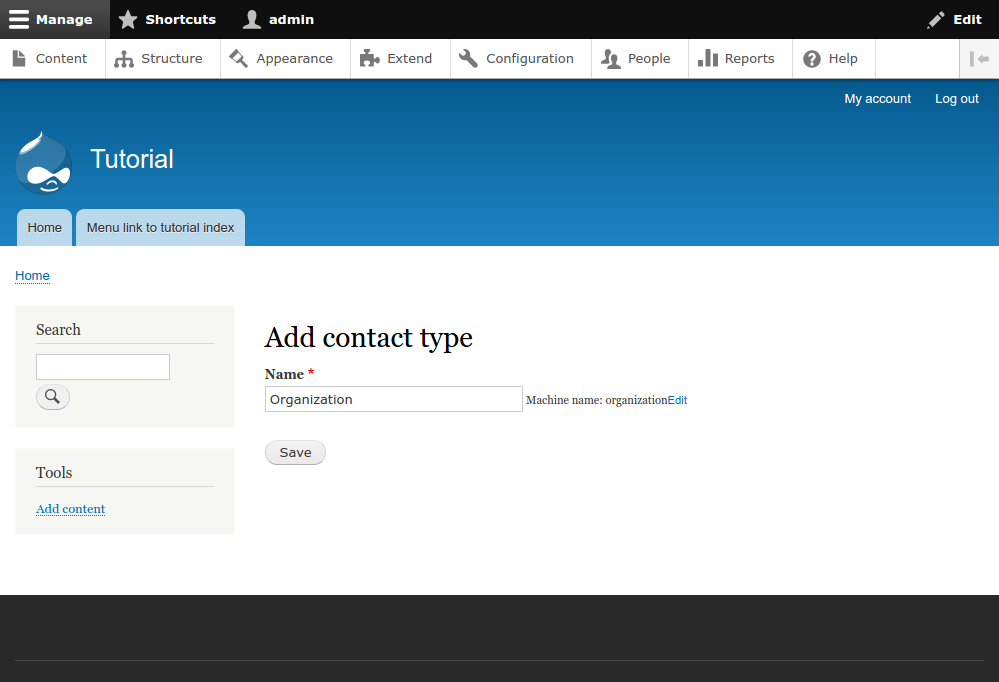 Manage Shortcuts admin Edit
Content Structure Appearance Extend Configuration People Reports Help
My account Log out
Tutorial
Home Menu link to tutorial index
Home
Search
Tools
Add content
Add contact type
Name *
Organization Machine name: organizationEdit
Save